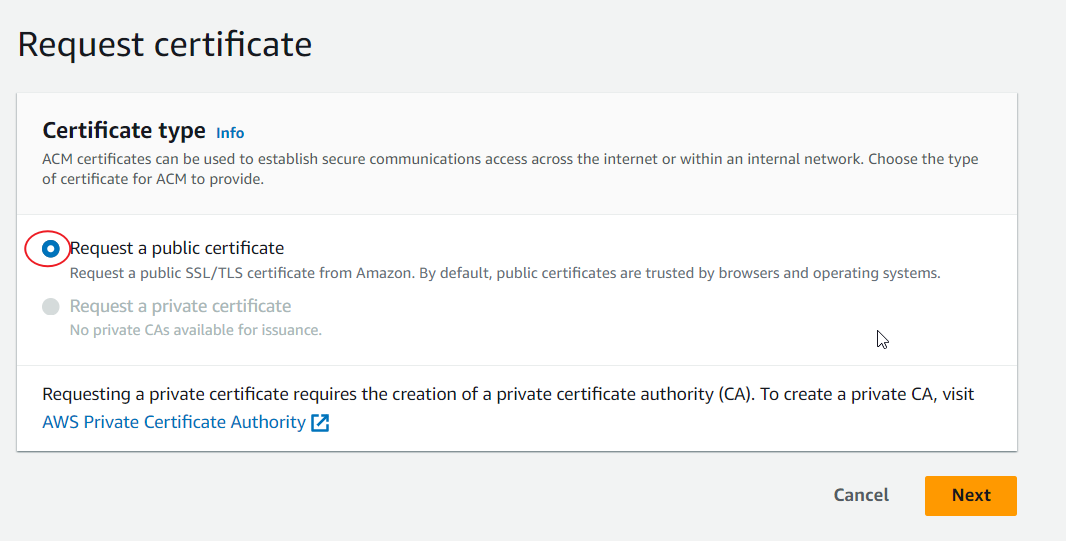 Request certificate
Certificate type Info
ACM certificates can be used to establish secure communications access across the internet or within an internal network. Choose the type
of certificate for ACM to provide.
Request a public certificate
Request a public SSL/TLS certificate from Amazon. By default, public certificates are trusted by browsers and operating systems.
Request a private certificate
No private CAs available for issuance.
Requesting a private certificate requires the creation of a private certificate authority (CA). To create a private CA, visit
AWS Private Certificate Authority
Cancel Next